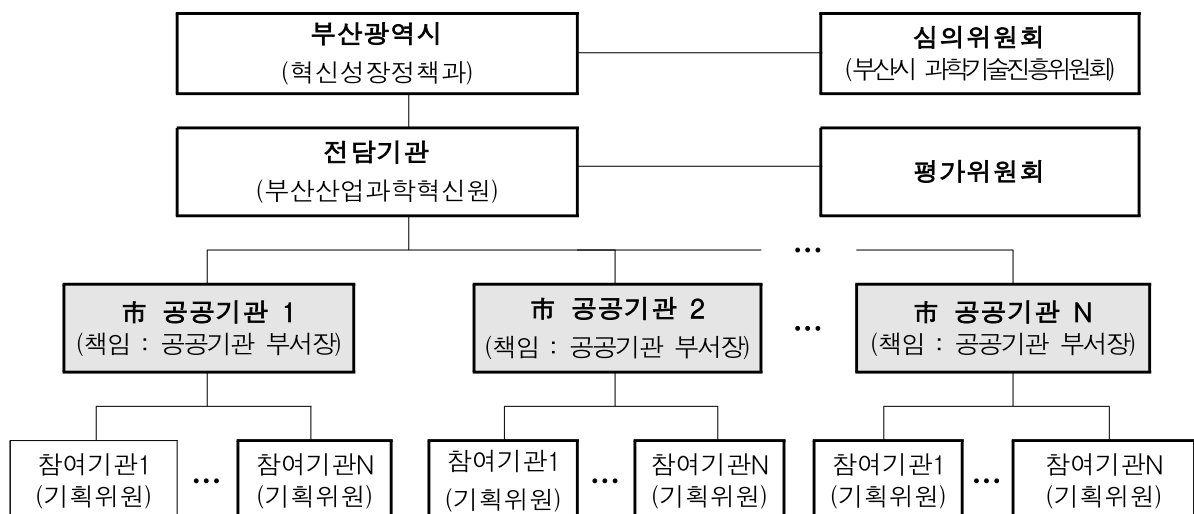 부산광역시
(혁신성장정책과)
심의위원회
(부산시 과학기술진흥위원회)
전담기관
(부산산업과학혁신원)
평가위원회
...
市 공공기관 1
(책임 : 공공기관 부서장)
市 공공기관 2
(책임 : 공공기관 부서장)
...
市 공공기관 N
(책임 : 공공기관 부서장)
참여기관1
(기획위원)
...
참여기관N
(기획위원)
참여기관1
(기획위원)
...
참여기관N
(기획위원)
참여기관1
(기획위원)
...
참여기관N
(기획위원)